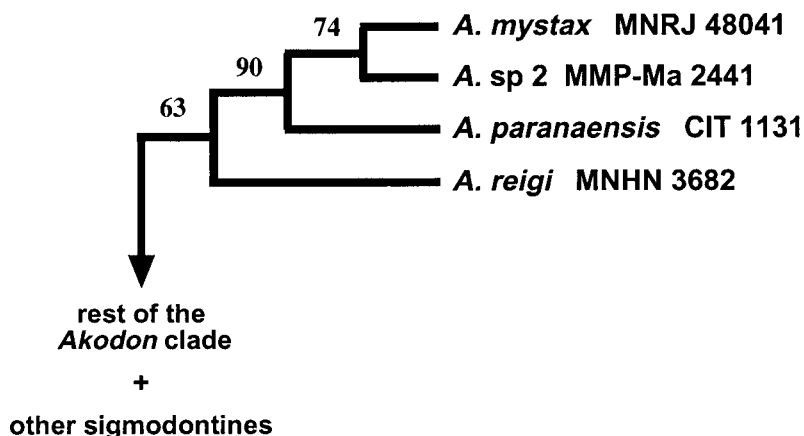 74
A. mystax MNRJ 48041
90
A. sp 2 MMP-Ma 2441
63
A. paranaensis CIT 1131
A. reigi MNHN 3682
rest of the
Akodon clade
+
other sigmodontines